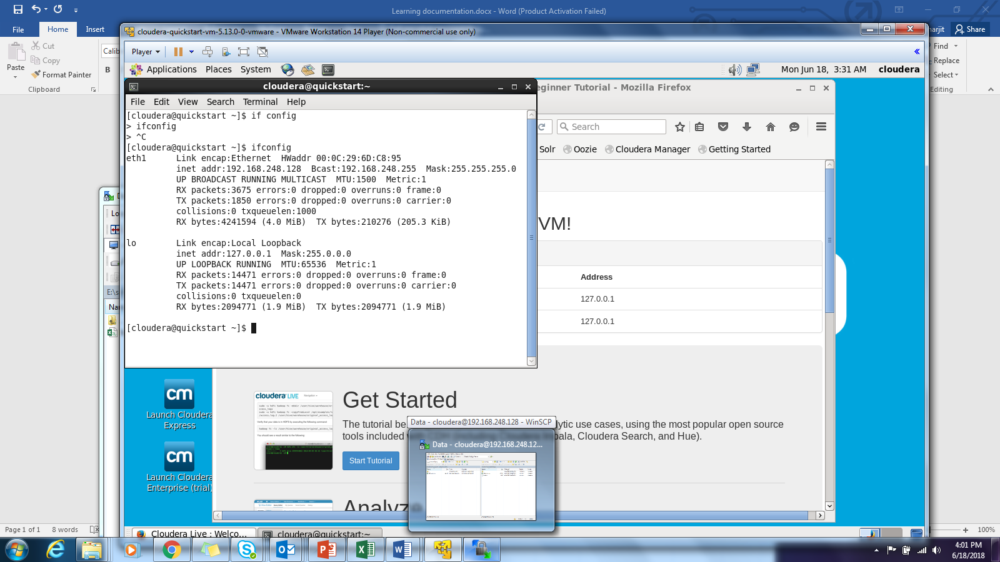 Learning documentation.docx - Word (Product Activation Failed)
File Home Insert
Share
Cut
Copy
Paste
Format Painter
Clipboard
Calib
B
Find
Replace
Select
Editing
cloudera-quickstart-vm-5.13.0-0-vmware - VMware Workstation 14 Player (Non-commercial use only)
Player
Applications Places System
Mon Jun 18, 3:31 AM cloudera
cloudera@quickstart:~
File Edit View Search Terminal Help
[cloudera@quickstart ~]$ if config
> ifconfig
> ^C
[cloudera@quickstart ~]$ ifconfig
eth1 Link encap:Ethernet HWaddr 00:0C:29:6D:C8:95
inet addr:192.168.248.128 Bcast:192.168.248.255 Mask:255.255.255.0
UP BROADCAST RUNNING MULTICAST MTU:1500 Metric:1
RX packets:3675 errors:0 dropped:0 overruns:0 frame:0
TX packets:1850 errors:0 dropped:0 overruns:0 carrier:0
collisions:0 txqueuelen:1000
RX bytes:4241594 (4.0 MiB) TX bytes:210276 (205.3 KiB)
lo Link encap:Local Loopback
inet addr:127.0.0.1 Mask:255.0.0.0
UP LOOPBACK RUNNING MTU:65536 Metric:1
RX packets:14471 errors:0 dropped:0 overruns:0 frame:0
TX packets:14471 errors:0 dropped:0 overruns:0 carrier:0
collisions:0 txqueuelen:0
RX bytes:2094771 (1.9 MiB) TX bytes:2094771 (1.9 MiB)
[cloudera@quickstart ~]$
eginner Tutorial - Mozilla Firefox
Search
Solr Oozie Cloudera Manager Getting Started
VM!
Address
127.0.0.1
127.0.0.1
Lo
E:\s
Nar
cm
Launch Cloudera
Express
cm
Launch Cloudera
Enterprise (trial)
cloudera LIVE
Get Started
The tutorial be
lytic use cases, using the most popular open source
tools included
pala, Cloudera Search, and Hue).
Start Tutorial
Analyze
Data - cloudera@192.168.248.128 - WinSCP
Data - cloudera@192.168.248.12...
Cloudera Live : Welco...
cloudera@quickstart:~
Page 1 of 1 8 words
100%
4:01 PM
6/18/2018